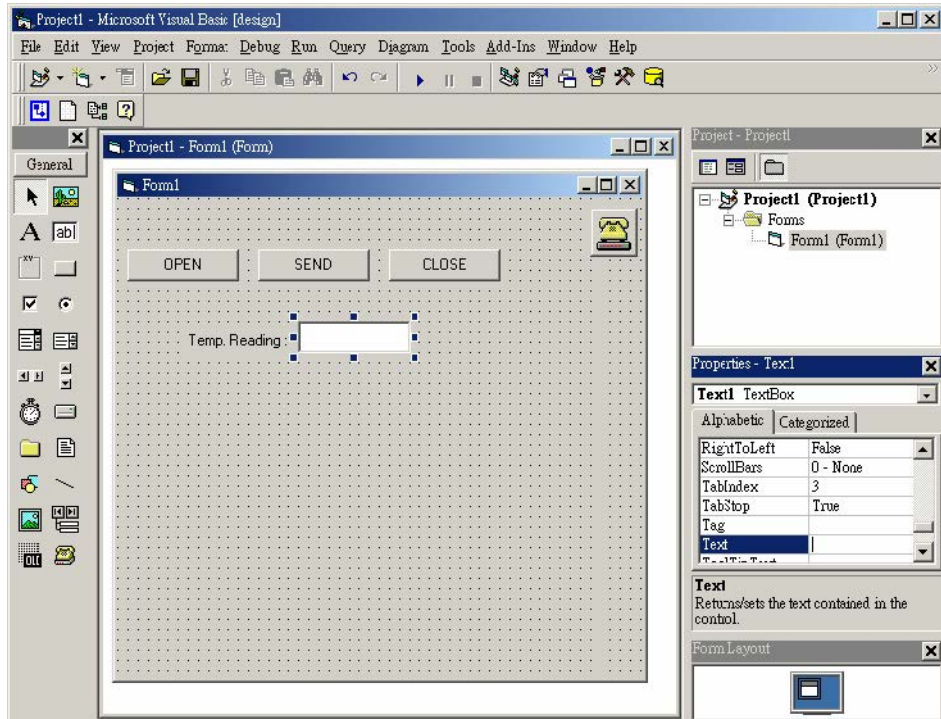 Project1 - Microsoft Visual Basic [design]
File Edit View Project Format Debug Run Query Diagram Tools Add-Ins Window Help
General
Project1 - Form1 (Form)
Form1
OPEN SEND CLOSE
Temp. Reading :
Project - Project1
Project1 (Project1)
Forms
Form1 (Form1)
Properties - Text1
Text1 TextBox
Alphabetic Categorized
RightToLeft False
ScrollBars 0 - None
TabIndex 3
TabStop True
Tag
Text
ToolTipText
Text
Returns/sets the text contained in the
control.
Form Layout